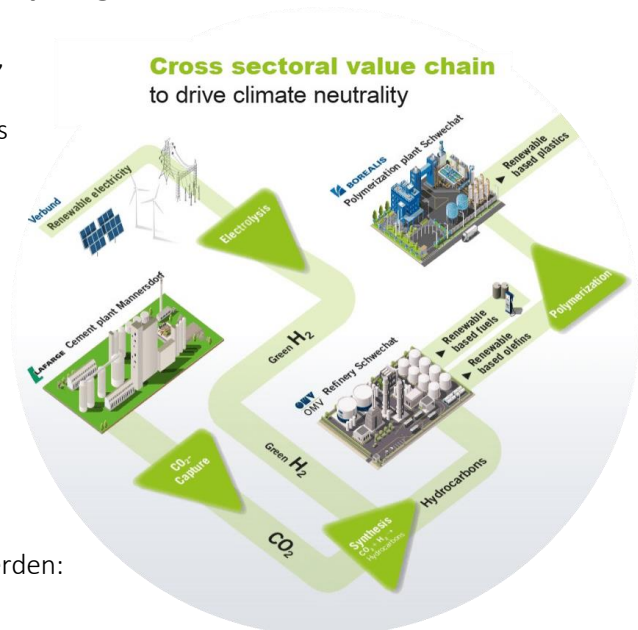 Cross sectoral value chain
to drive climate neutrality
,
s
Verbund
Renewable electricity
Electrolysis
BOREALIS
Polymerization plant Schwechat
Renewable
based plastics
Polymerization
LAFARGE Cement plant Mannersdorf
Green H₂
Renewable
based fuels
Renewable
based olefins
OMV
OMV Refinery Schwechat
CO₂-
Capture
Green H₂
Hydrocarbons
CO₂
Synthesis
CO₂ + H₂ →
Hydrocarbons
rden: